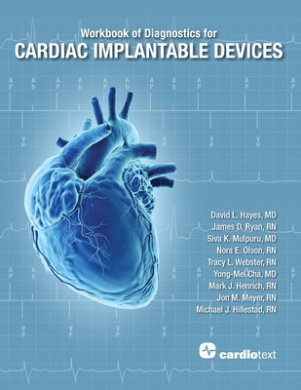 Workbook of Diagnostics for
CARDIAC IMPLANTABLE DEVICES
David L. Hayes, MD
James D. Ryan, RN
Siva K. Mulpuru, MD
Nora E. Olson, RN
Tracy L. Webster, RN
Yong-Mei Cha, MD
Mark J. Henrich, RN
Jon M. Meyer, RN
Michael J. Hillestad, RN
cardiotext